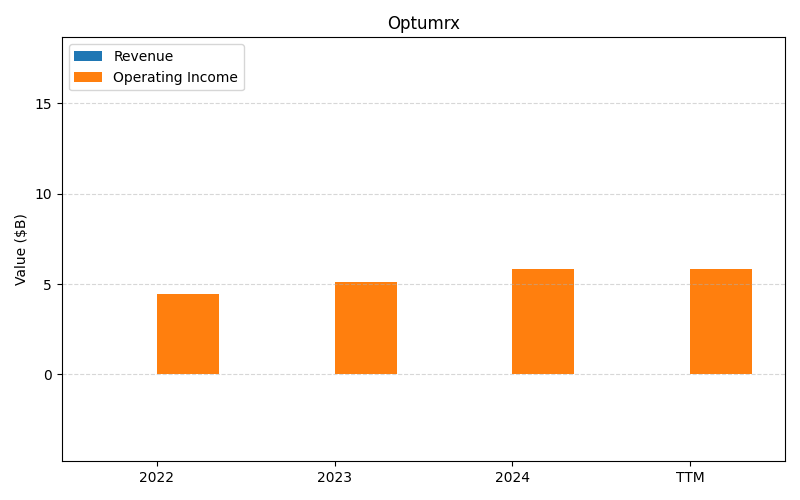 Optumrx
Revenue
Operating Income
Value ($B)
15
10
5
0
2022
2023
2024
TTM